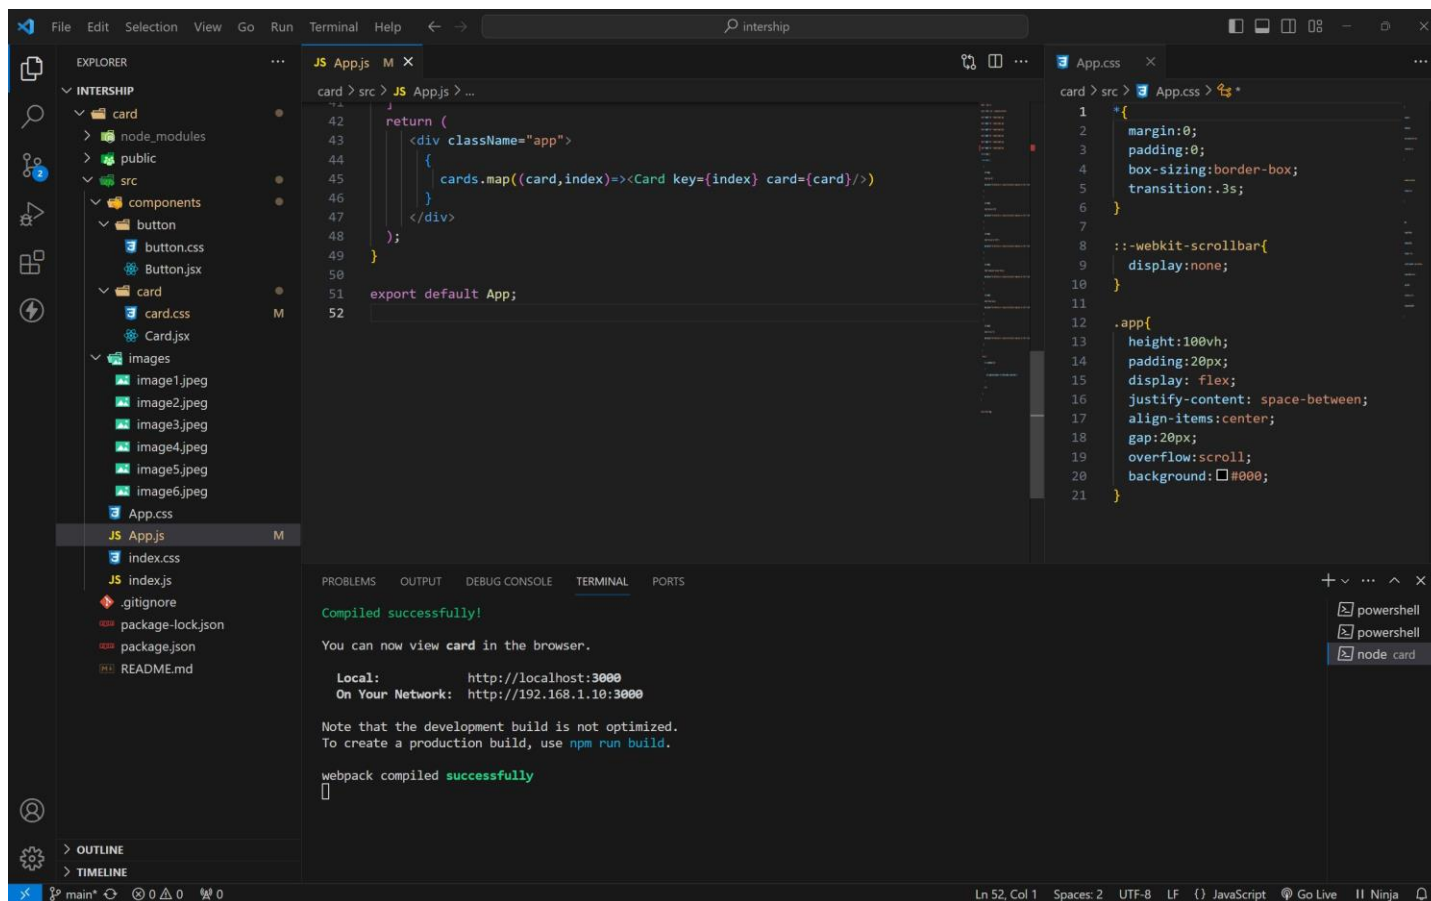 File Edit Selection View Go Run Terminal Help intership
EXPLORER
INTERSHIP
card
node_modules
public
src
components
button
button.css
Button.jsx
card
card.css M
Card.jsx
images
image1.jpeg
image2.jpeg
image3.jpeg
image4.jpeg
image5.jpeg
image6.jpeg
App.css
JS App.js M
index.css
JS index.js
.gitignore
package-lock.json
package.json
README.md
OUTLINE
TIMELINE
JS App.js M
card > src > JS App.js > ...
41 ]
42 return (
43 <div className="app">
44 {
45 cards.map((card,index)=><Card key={index} card={card}/>)
46 }
47 </div>
48 );
49 }
50
51 export default App;
52
App.css
card > src > App.css > *
1 *{
2 margin:0;
3 padding:0;
4 box-sizing:border-box;
5 transition:.3s;
6 }
7
8 ::-webkit-scrollbar{
9 display:none;
10 }
11
12 .app{
13 height:100vh;
14 padding:20px;
15 display: flex;
16 justify-content: space-between;
17 align-items:center;
18 gap:20px;
19 overflow:scroll;
20 background:#000;
21 }
PROBLEMS OUTPUT DEBUG CONSOLE TERMINAL PORTS
Compiled successfully!
You can now view card in the browser.
Local: http://localhost:3000
On Your Network: http://192.168.1.10:3000
Note that the development build is not optimized.
To create a production build, use npm run build.
webpack compiled successfully
powershell
powershell
node card
main* 0 0 0 Ln 52, Col 1 Spaces: 2 UTF-8 LF {} JavaScript Go Live II Ninja